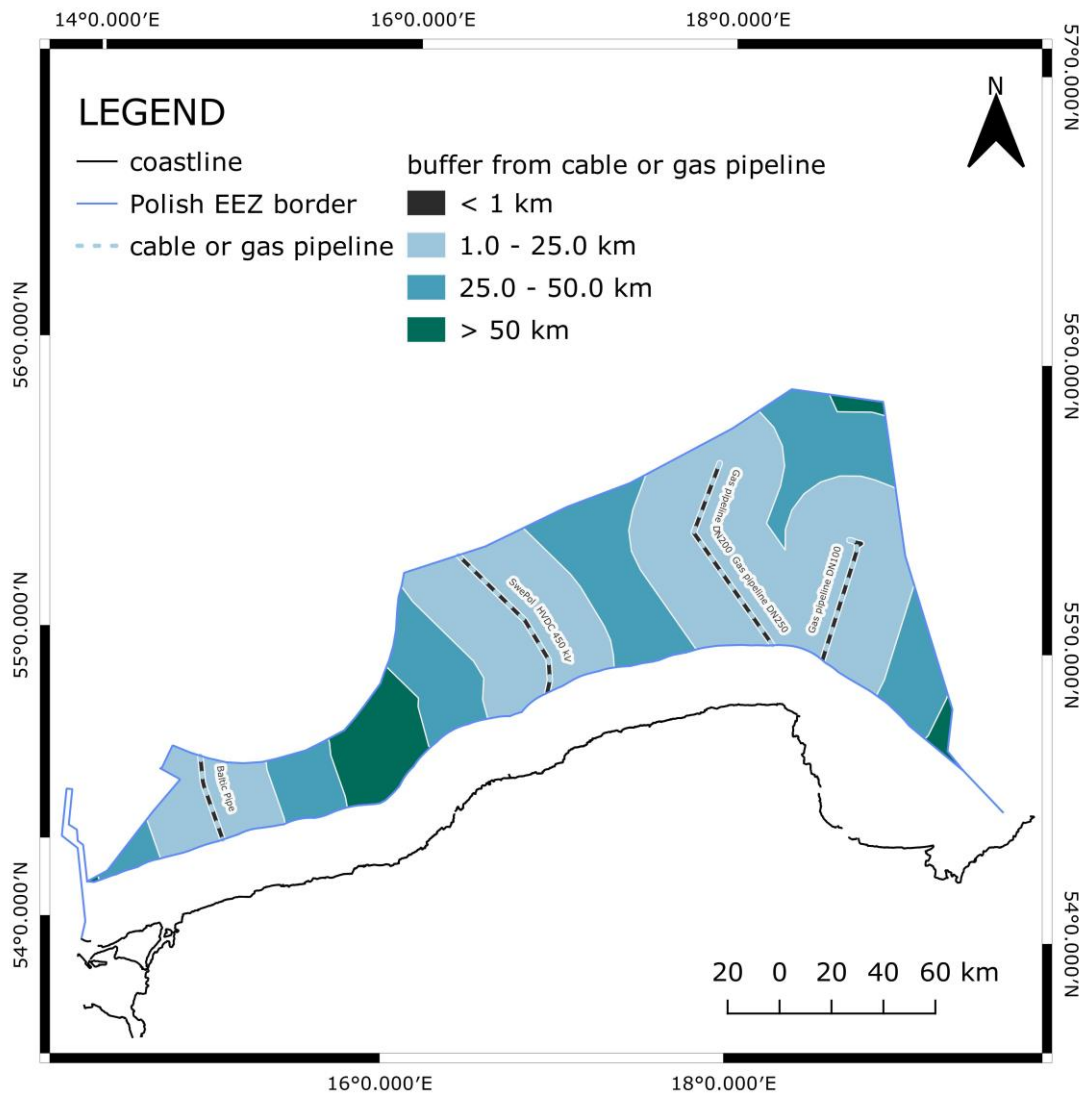 14°0.000′E 16°0.000′E 18°0.000′E
57°0.000′N
N
LEGEND
coastline
Polish EEZ border
cable or gas pipeline
buffer from cable or gas pipeline
< 1 km
1.0 - 25.0 km
25.0 - 50.0 km
> 50 km
56°0.000′N
56°0.000′N
Gas pipeline DN200
Gas pipeline DN250
Gas pipeline DN100
SwePol HVDC 450 kV
55°0.000′N
55°0.000′N
Baltic Pipe
54°0.000′N
54°0.000′N
20 0 20 40 60 km
16°0.000′E 18°0.000′E